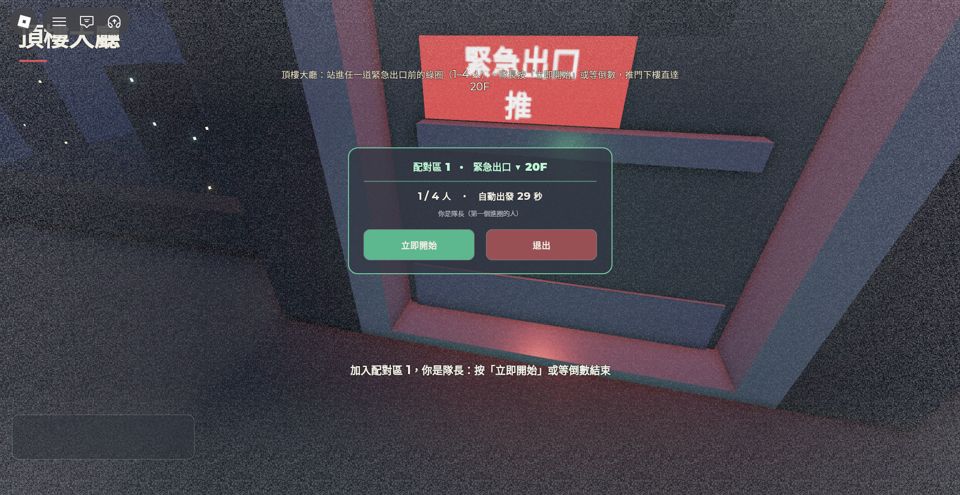 頂樓大廳
緊急出口
推
頂樓大廳：站進任一道緊急出口前的綠圈（1–4
按「立即開始」或等倒數，推門下樓直達
20F
配對區 1 • 緊急出口 ▼ 20F
1 / 4 人 • 自動出發 29 秒
你是隊長（第一個進圈的人）
立即開始
退出
加入配對區 1，你是隊長：按「立即開始」或等倒數結束